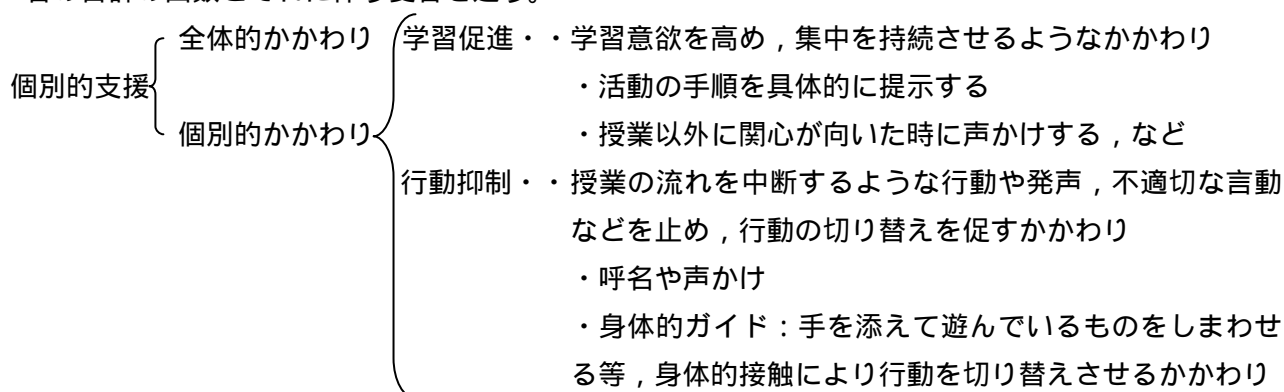 全体的かかわり 学習促進・・学習意欲を高め,集中を持続させるようなかかわり
個別的支援 ・活動の手順を具体的に提示する
個別的かかわり ・授業以外に関心が向いた時に声かけする,など
行動抑制・・授業の流れを中断するような行動や発声,不適切な言動
などを止め,行動の切り替えを促すかかわり
・呼名や声かけ
・身体的ガイド:手を添えて遊んでいるものをしまわせ
る等,身体的接触により行動を切り替えさせるかかわり